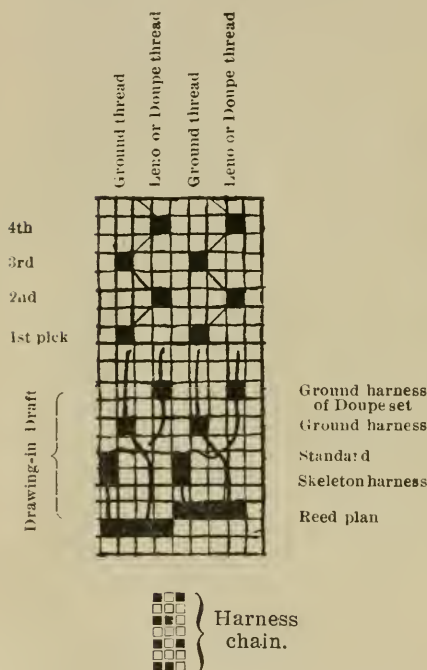 Ground thread
Leno or Doupe thread
Ground thread
Leno or Doupe thread
4th
3rd
2nd
1st pick
Drawing-in Draft
Ground harness
of Doupe set
Ground harness
Standard
Skeleton harness
Reed plan
Harness
chain.